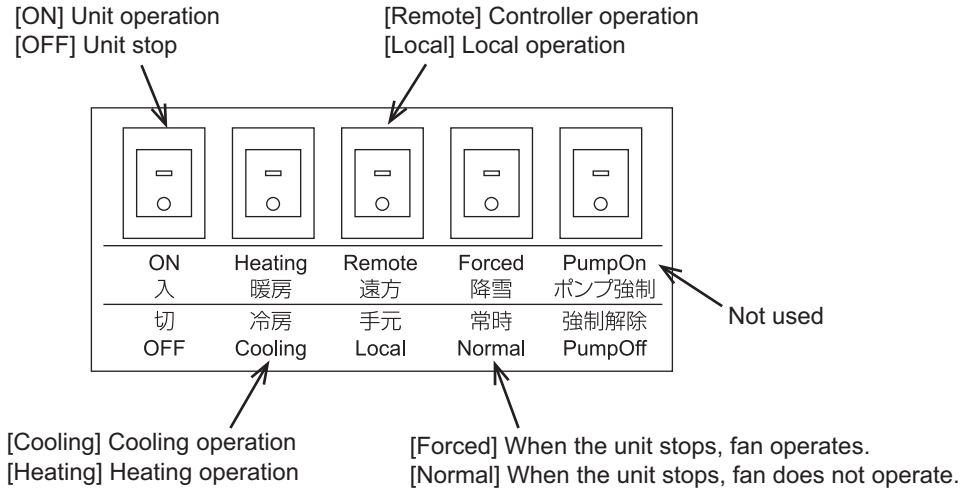 [ON] Unit operation
[OFF] Unit stop
[Remote] Controller operation
[Local] Local operation
ON Heating Remote Forced PumpOn
入 暖房 遠方 降雪 ポンプ強制
切 冷房 手元 常時 強制解除
OFF Cooling Local Normal PumpOff
Not used
[Cooling] Cooling operation
[Heating] Heating operation
[Forced] When the unit stops, fan operates.
[Normal] When the unit stops, fan does not operate.